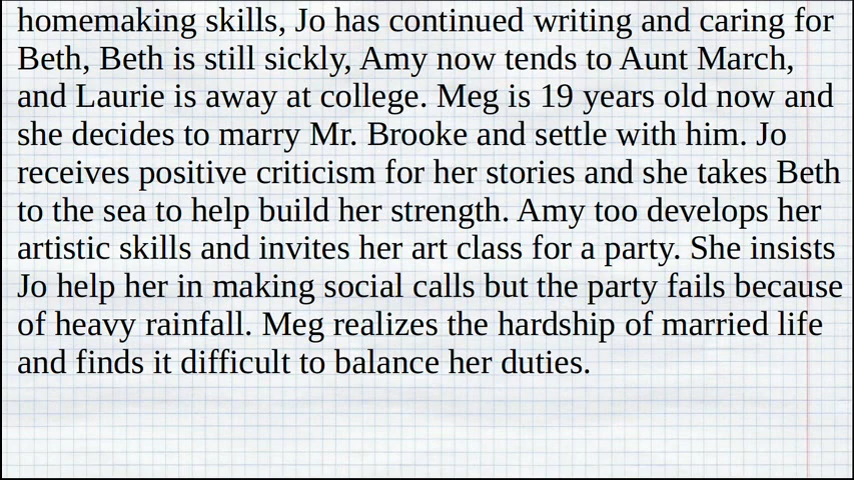 homemaking skills, Jo has continued writing and caring for
Beth, Beth is still sickly, Amy now tends to Aunt March,
and Laurie is away at college. Meg is 19 years old now and
she decides to marry Mr. Brooke and settle with him. Jo
receives positive criticism for her stories and she takes Beth
to the sea to help build her strength. Amy too develops her
artistic skills and invites her art class for a party. She insists
Jo help her in making social calls but the party fails because
of heavy rainfall. Meg realizes the hardship of married life
and finds it difficult to balance her duties.